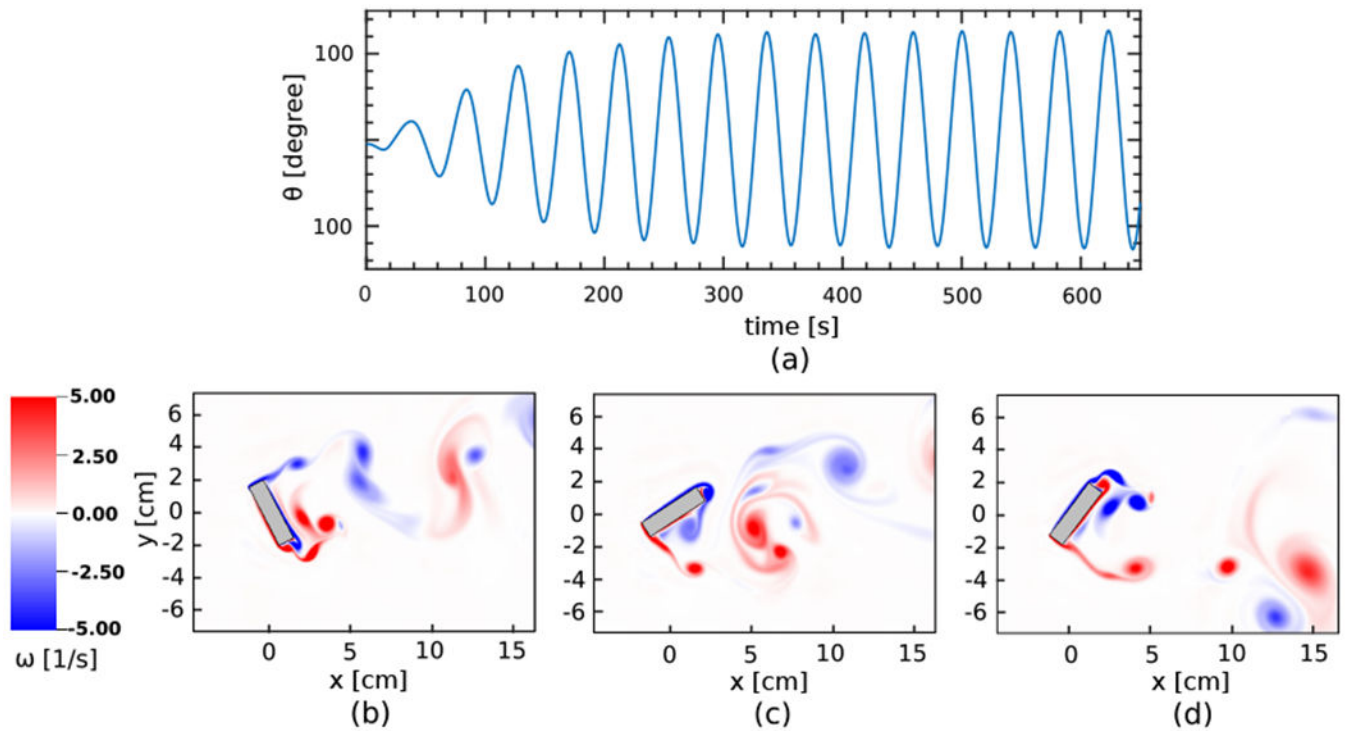 100
100
θ [degree]
0 100 200 300 400 500 600
time [s]
(a)
5.00
2.50
0.00
-2.50
-5.00
ω [1/s]
6
4
2
0
-2
-4
-6
y [cm]
0 5 10 15
x [cm]
(b)
6
4
2
0
-2
-4
-6
0 5 10 15
x [cm]
(c)
6
4
2
0
-2
-4
-6
0 5 10 15
x [cm]
(d)